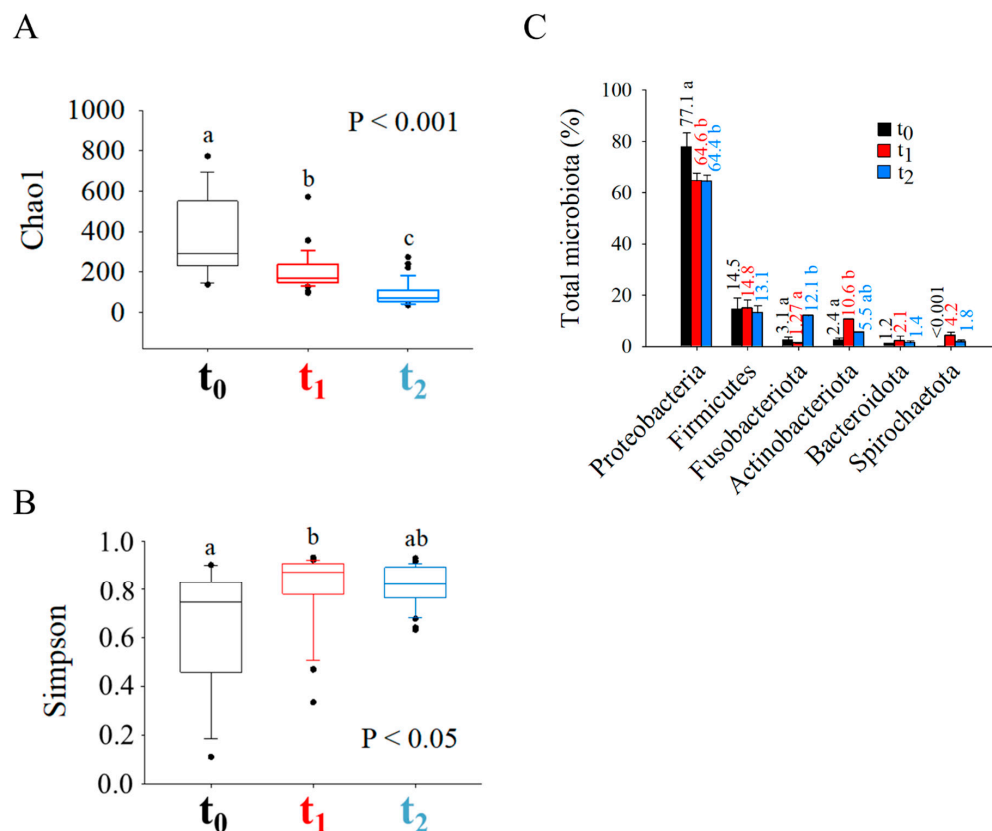 A
Chao1
1000
800
600
400
200
0
P < 0.001
a
b
c
t0
t1
t2
B
Simpson
1.0
0.8
0.6
0.4
0.2
0.0
a
b
ab
P < 0.05
t0
t1
t2
C
Total microbiota (%)
100
80
60
40
20
0
t0
t1
t2
77.1 a
64.6 b
64.4 b
14.5
14.8
13.1
3.1 a
1.27 a
12.1 b
2.4 a
10.6 b
5.5 ab
1.2
2.1
1.4
<0.001
4.2
1.8
Proteobacteria
Firmicutes
Fusobacteriota
Actinobacteriota
Bacteroidota
Spirochaetota